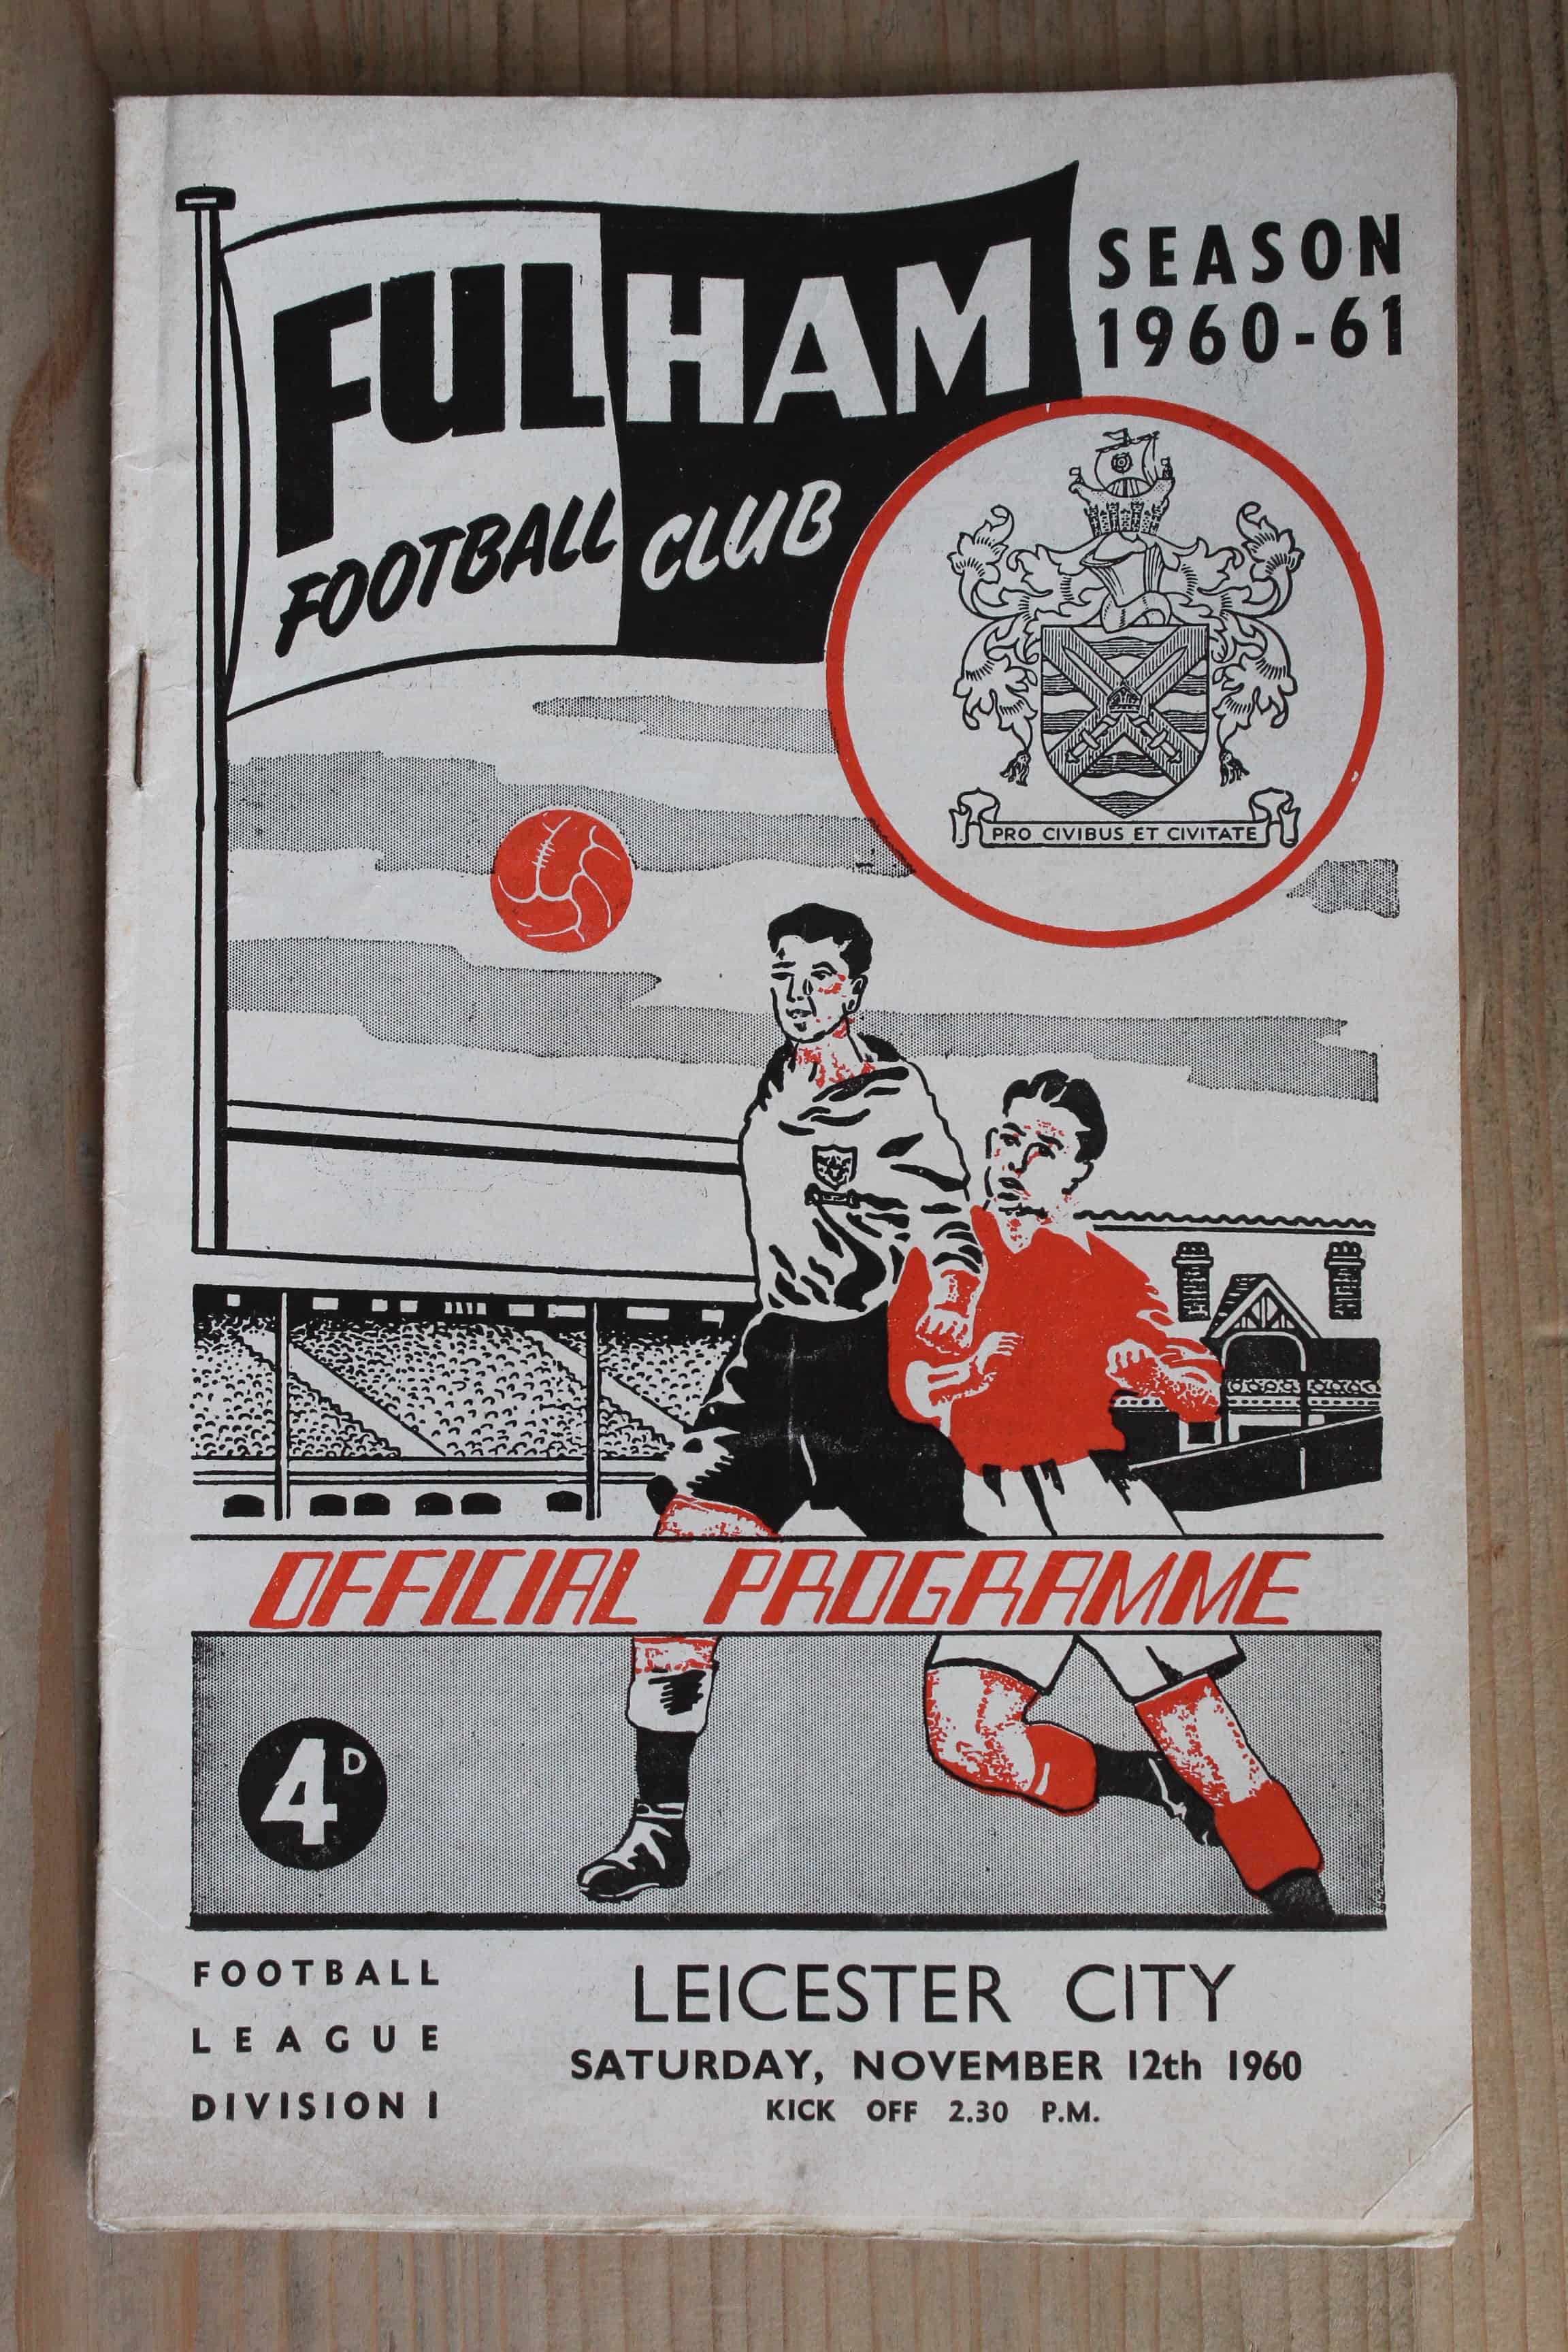 FULHAM
FOOTBALL CLUB
SEASON
1960-61
PRO CIVIBUS ET CIVITATE
OFFICIAL PROGRAMME
4D
FOOTBALL
LEAGUE
DIVISION I
LEICESTER CITY
SATURDAY, NOVEMBER 12th 1960
KICK OFF 2.30 P.M.